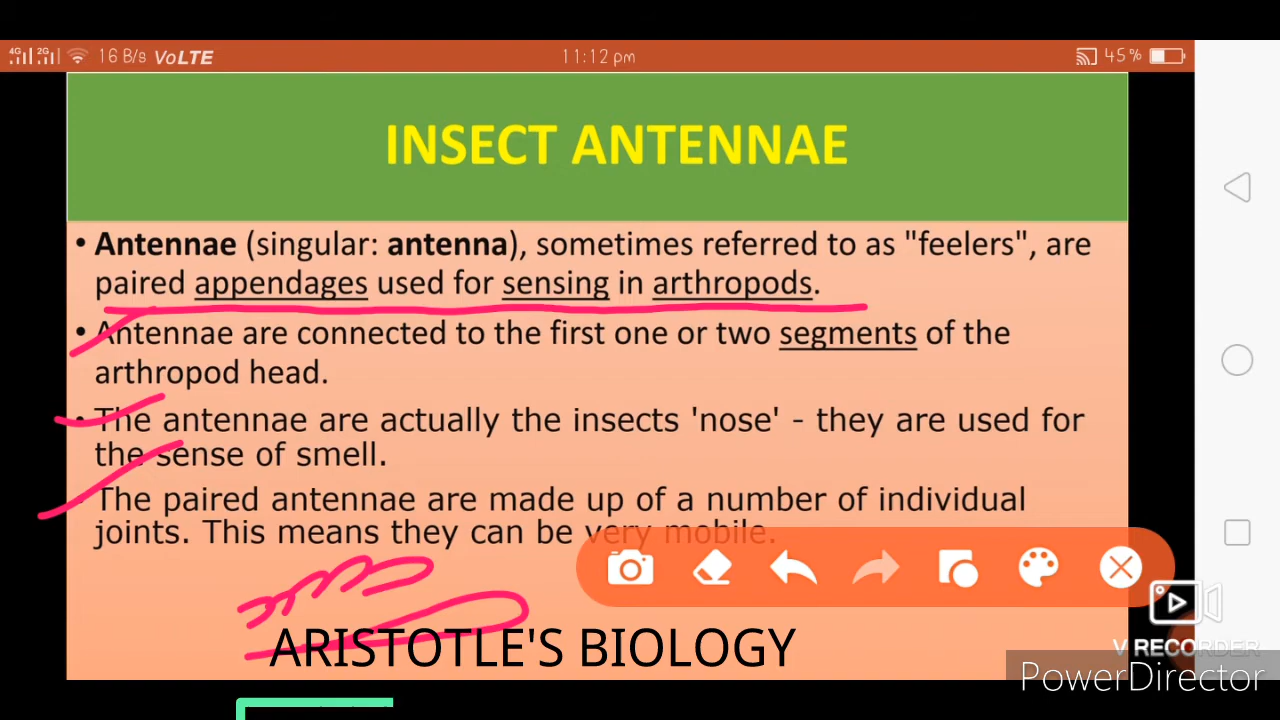 4G 2G 16 B/s VoLTE 11:12 pm 45%
INSECT ANTENNAE
• Antennae (singular: antenna), sometimes referred to as "feelers", are
paired appendages used for sensing in arthropods.
• Antennae are connected to the first one or two segments of the
arthropod head.
• The antennae are actually the insects 'nose' - they are used for
the sense of smell.
• The paired antennae are made up of a number of individual
joints. This means they can be very mobile.
ARISTOTLE'S BIOLOGY
V RECORDER
PowerDirector